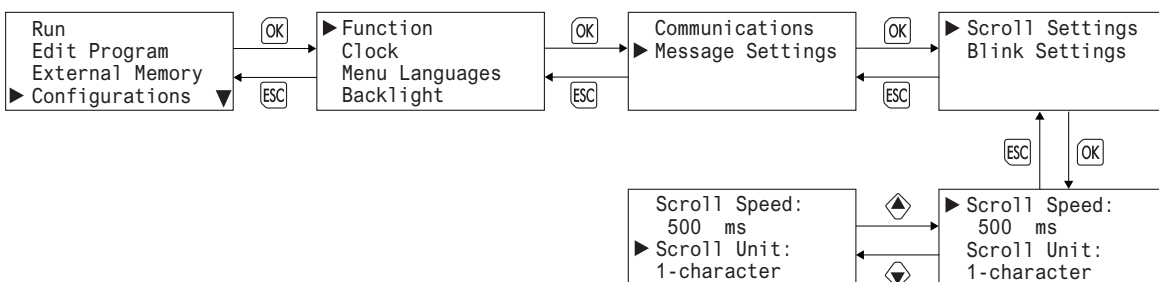 Run
Edit Program
External Memory
Configurations
OK
ESC
Function
Clock
Menu Languages
Backlight
OK
ESC
Communications
Message Settings
OK
ESC
Scroll Settings
Blink Settings
ESC
OK
Scroll Speed:
500 ms
Scroll Unit:
1-character
Scroll Speed:
500 ms
Scroll Unit:
1-character